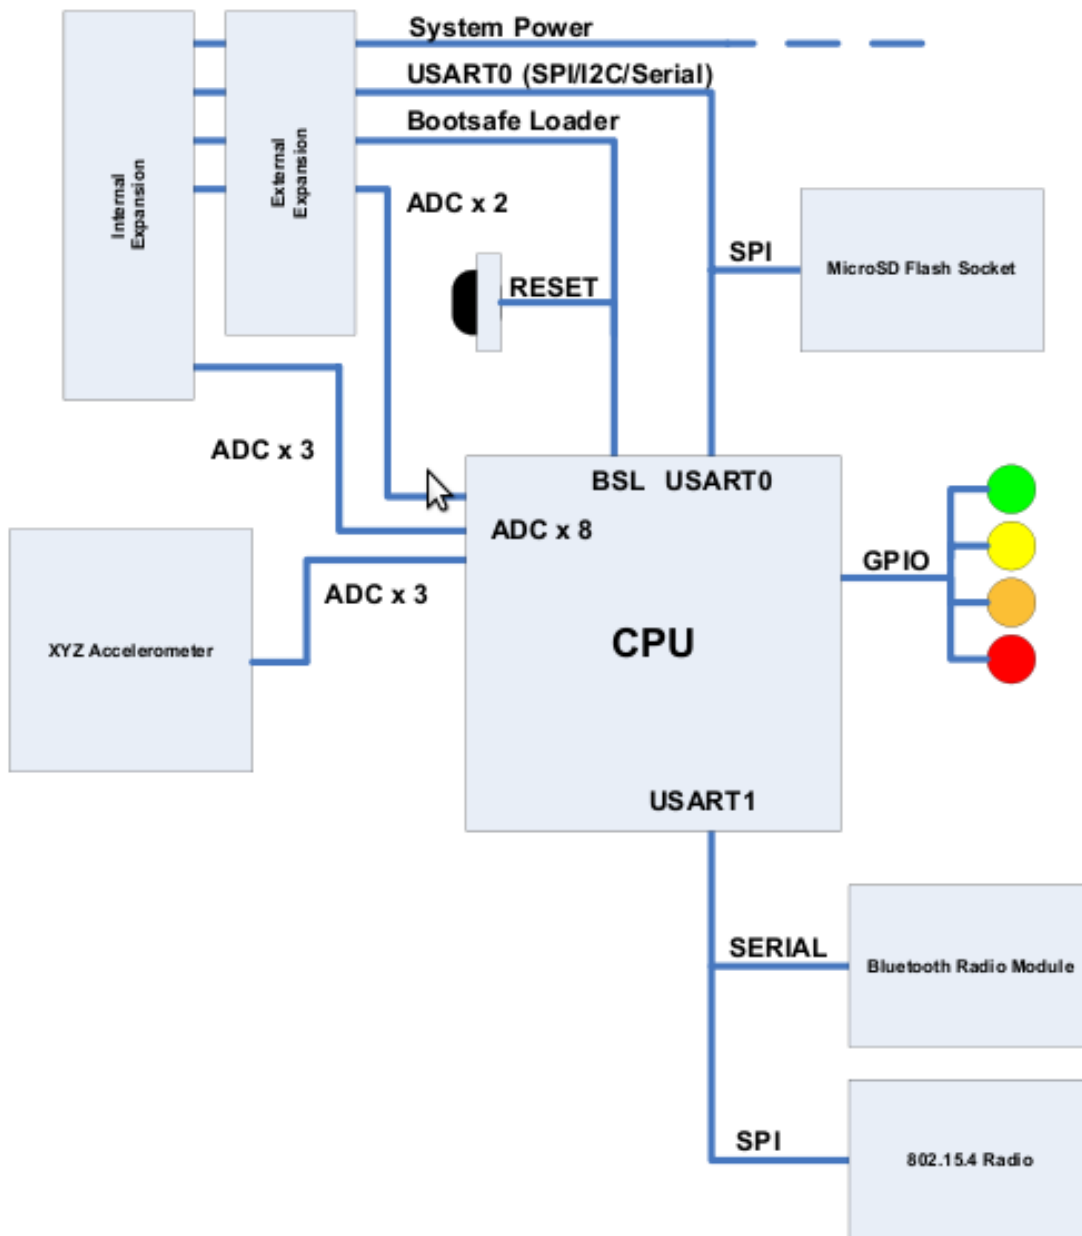 System Power
USART0 (SPI/I2C/Serial)
Bootsafe Loader
Internal
Expansion
External
Expansion
ADC x 2
SPI
MicroSD Flash Socket
RESET
ADC x 3
BSL
USART0
ADC x 8
GPIO
ADC x 3
CPU
XYZ Accelerometer
USART1
SERIAL
Bluetooth Radio Module
SPI
802.15.4 Radio